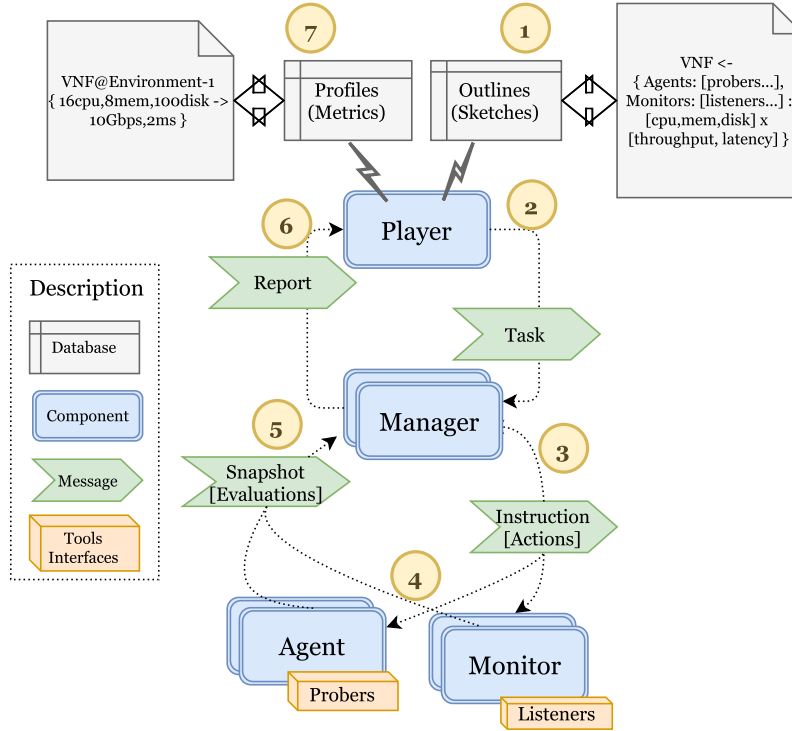 7
1
VNF@Environment-1
{ 16cpu,8mem,100disk ->
10Gbps,2ms }
Profiles
(Metrics)
Outlines
(Sketches)
VNF <-
{ Agents: [probers...],
Monitors: [listeners...] :
[cpu,mem,disk] x
[throughput, latency] }
6
Player
2
Report
Task
Description
Database
Component
Message
Tools
Interfaces
Manager
5
3
Snapshot
[Evaluations]
Instruction
[Actions]
4
Agent
Probers
Monitor
Listeners